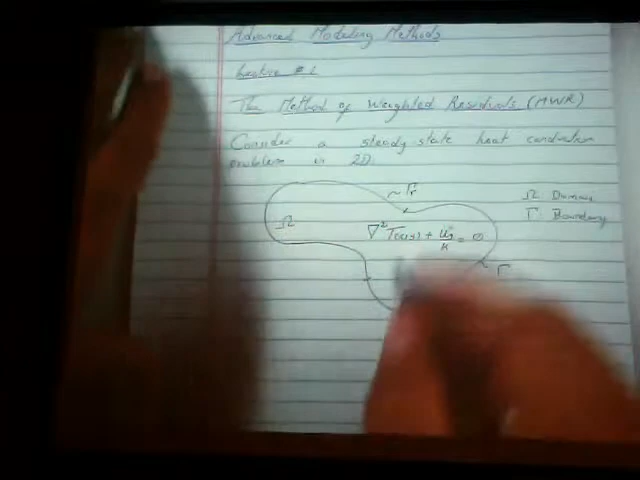 Advanced Modeling Methods
Lecture # 1
The Method of Weighted Residuals (MWR)
Consider a steady state heat conduction
problem in 2D.
~ Γ
Ω
Ω: Domain
Γ: Boundary
∇² T(x,y) + = 0
k
~ Γ